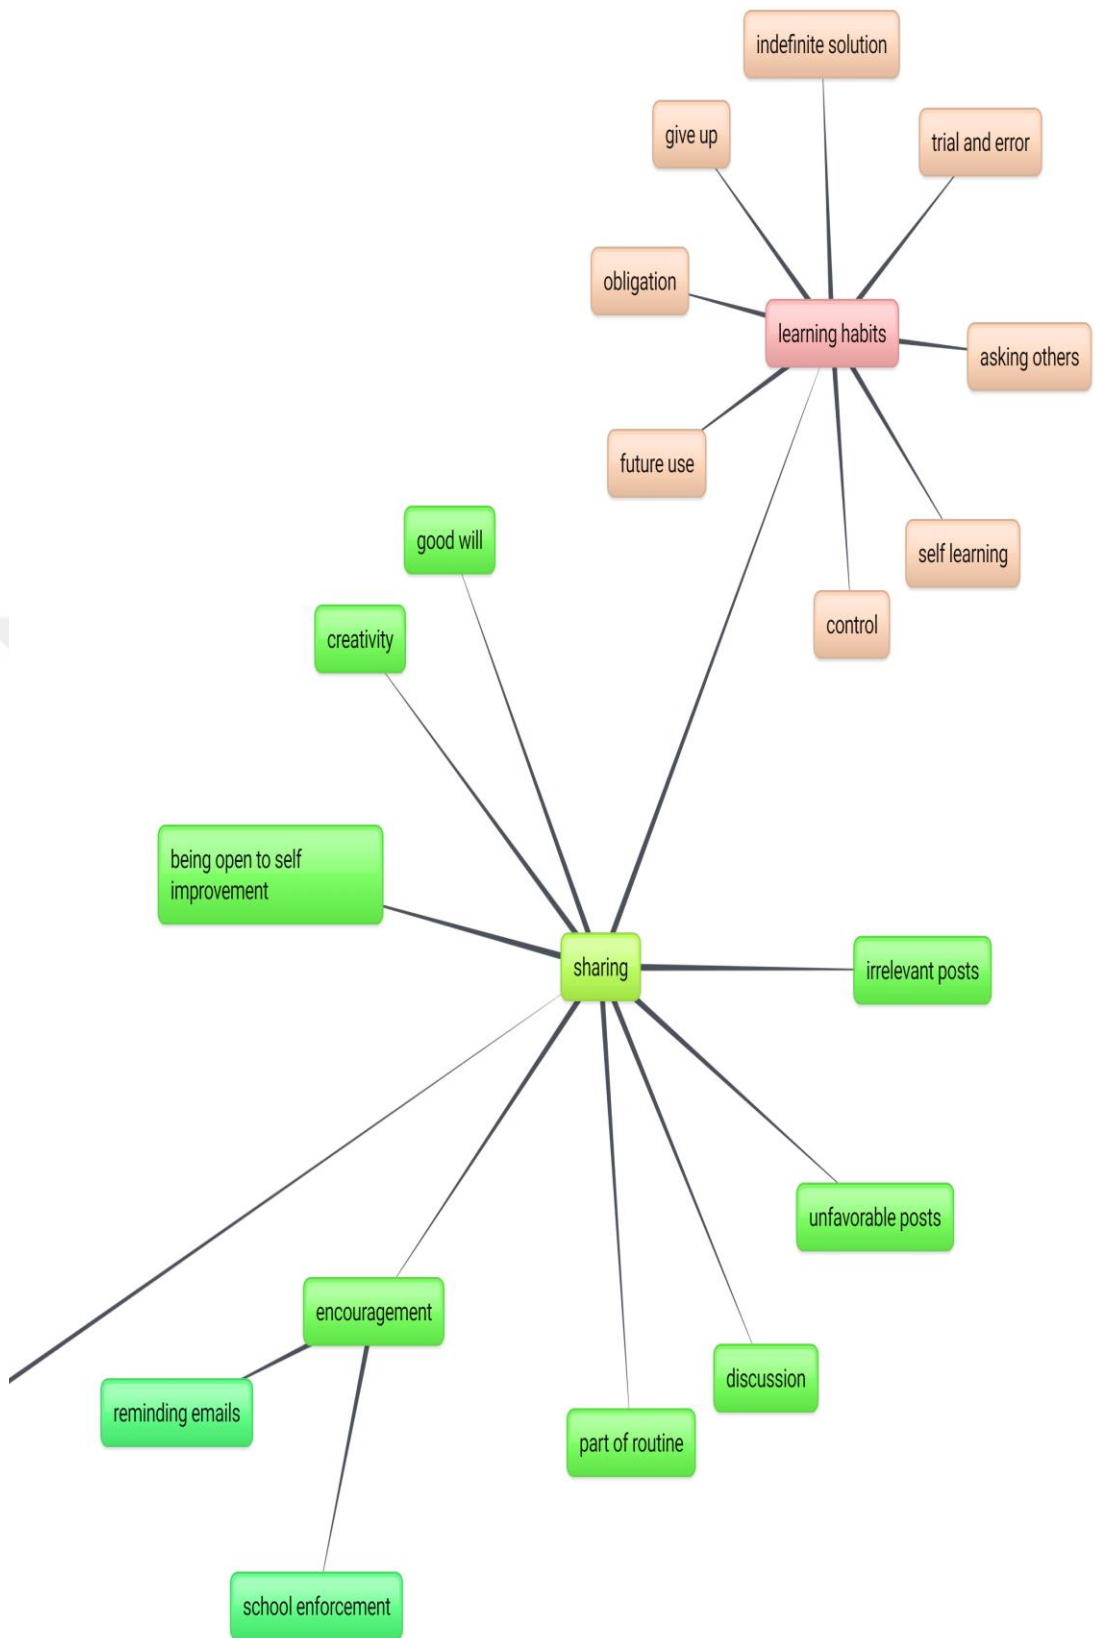 indefinite solution
give up
trial and error
obligation
learning habits
asking others
future use
good will
self learning
control
creativity
being open to self
improvement
sharing
irrelevant posts
unfavorable posts
encouragement
discussion
reminding emails
part of routine
school enforcement